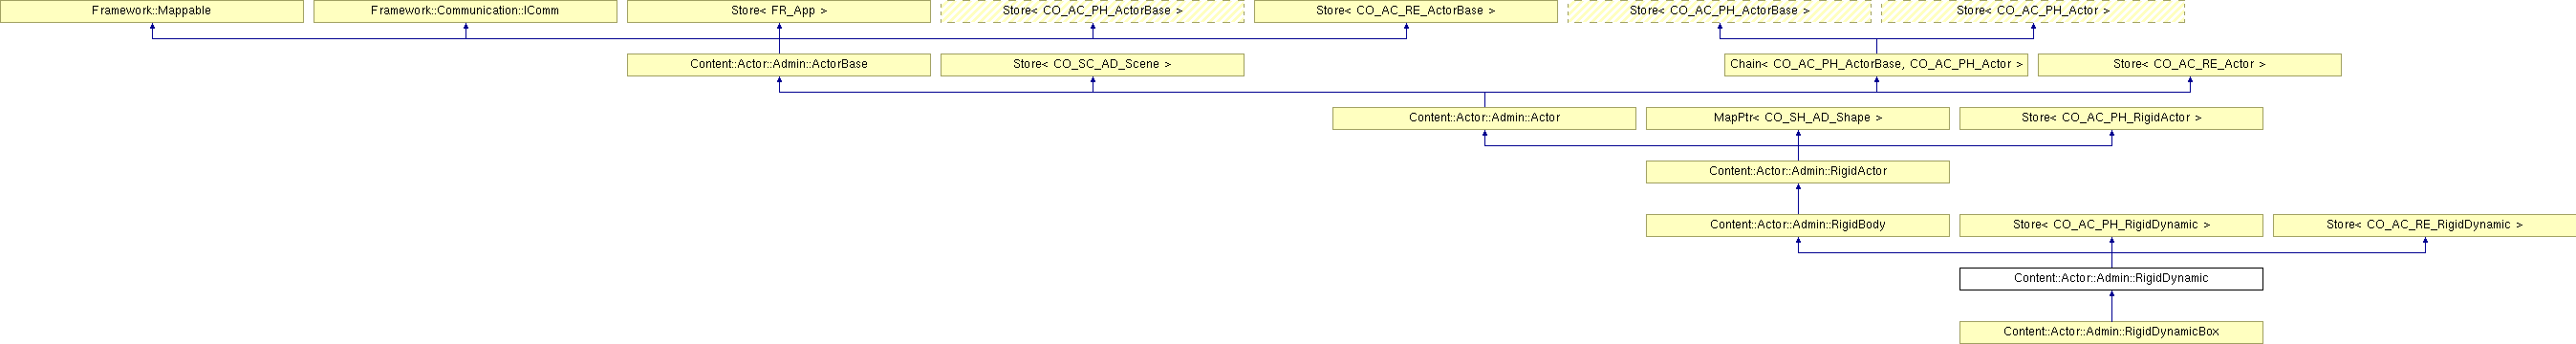 Framework::Mappable
Framework::Communication::IComm
Store< FR_App >
Store< CO_AC_PH_ActorBase >
Store< CO_AC_RE_ActorBase >
Store< CO_AC_PH_ActorBase >
Store< CO_AC_PH_Actor >
Content::Actor::Admin::ActorBase
Store< CO_SC_AD_Scene >
Chain< CO_AC_PH_ActorBase, CO_AC_PH_Actor >
Store< CO_AC_RE_Actor >
Content::Actor::Admin::Actor
MapPtr< CO_SH_AD_Shape >
Store< CO_AC_PH_RigidActor >
Content::Actor::Admin::RigidActor
Content::Actor::Admin::RigidBody
Store< CO_AC_PH_RigidDynamic >
Store< CO_AC_RE_RigidDynamic >
Content::Actor::Admin::RigidDynamic
Content::Actor::Admin::RigidDynamicBox